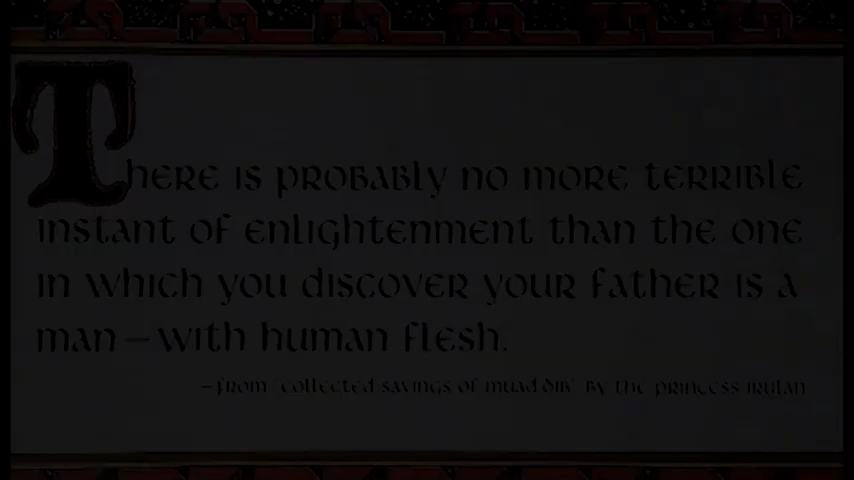 There is probably no more terrible
instant of enlightenment than the one
in which you discover your father is a
man—with human flesh.
—from "collected sayings of muad'dib" by the princess irulan